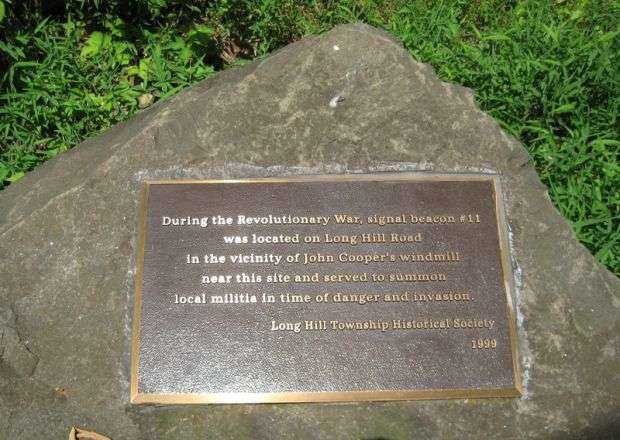 During the Revolutionary War, signal beacon #11
was located on Long Hill Road
in the vicinity of John Cooper's windmill
near this site and served to summon
local militia in time of danger and invasion.
Long Hill Township Historical Society
1999